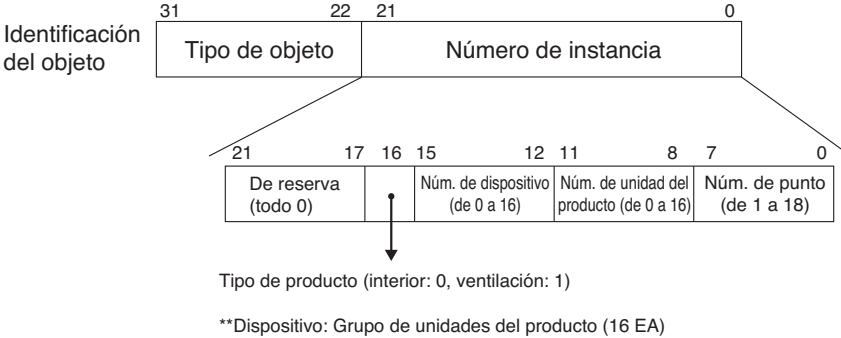 31 22 21 0
Identificación
del objeto
Tipo de objeto Número de instancia
21 17 16 15 12 11 8 7 0
De reserva
(todo 0)
Núm. de dispositivo
(de 0 a 16)
Núm. de unidad del
producto (de 0 a 16)
Núm. de punto
(de 1 a 18)
Tipo de producto (interior: 0, ventilación: 1)
**Dispositivo: Grupo de unidades del producto (16 EA)